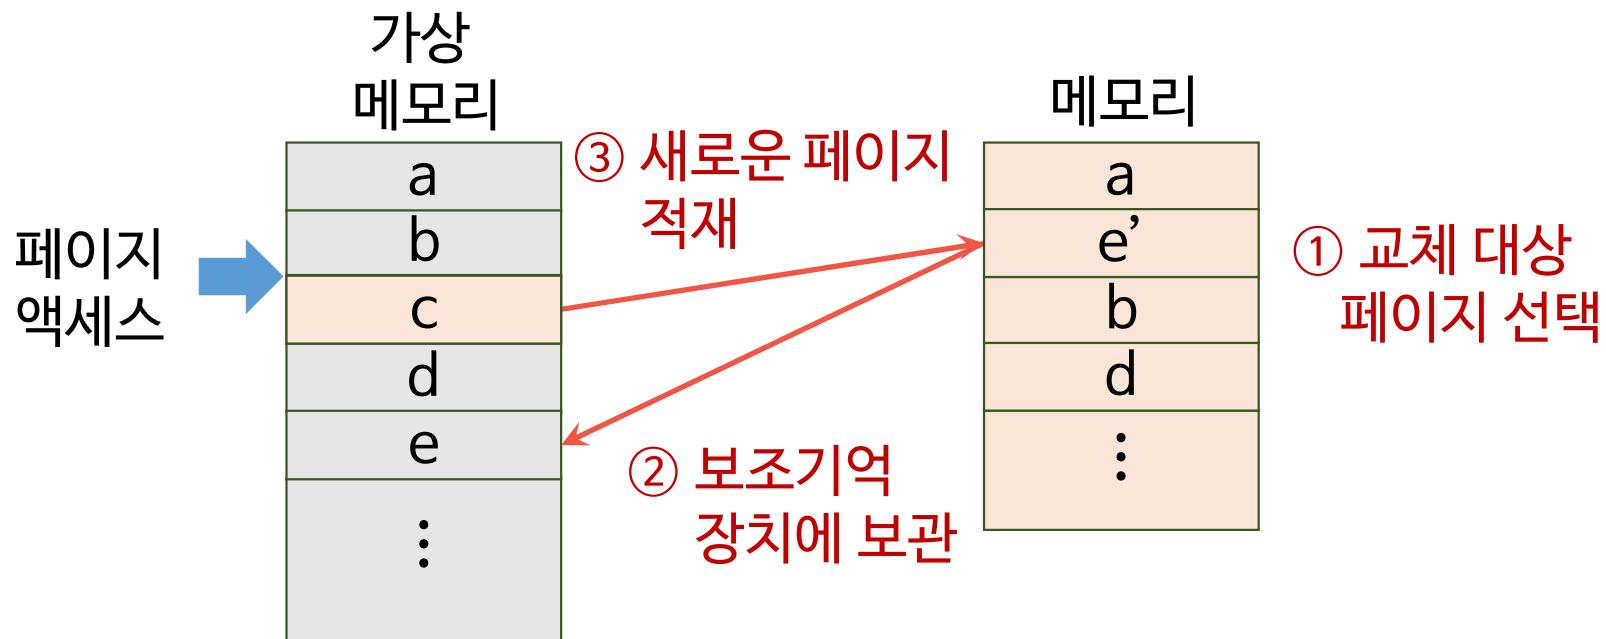 가상
메모리
메모리
③ 새로운 페이지
적재
페이지
액세스
① 교체 대상
페이지 선택
② 보조기억
장치에 보관
a
b
c
d
e
⋮
a
e’
b
d
⋮